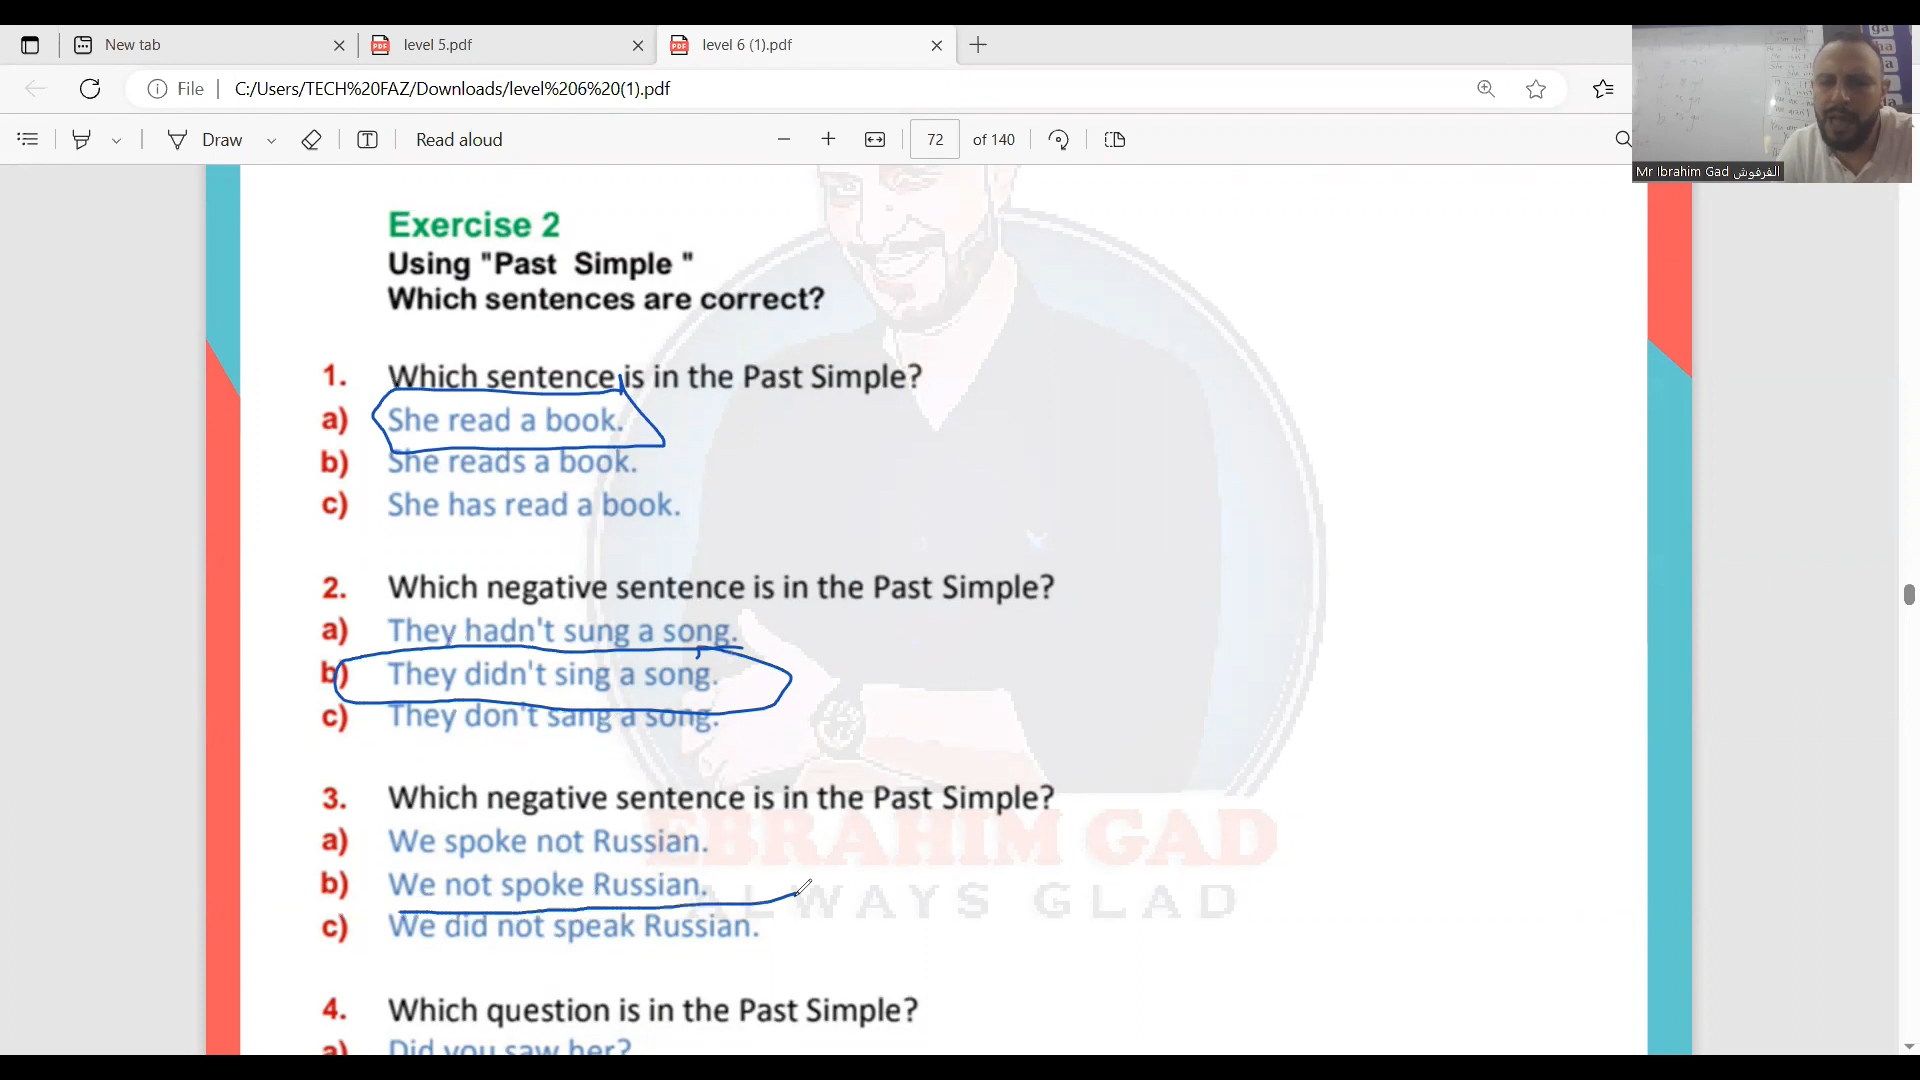 New tab
level 5.pdf
level 6 (1).pdf
File
C:/Users/TECH%20FAZ/Downloads/level%206%20(1).pdf
Draw
Read aloud
72
of 140
Mr Ibrahim Gad الفرفوش
Exercise 2
Using "Past Simple "
Which sentences are correct?
1. Which sentence is in the Past Simple?
a) She read a book.
b) She reads a book.
c) She has read a book.
2. Which negative sentence is in the Past Simple?
a) They hadn't sung a song.
b) They didn't sing a song.
c) They don't sang a song.
3. Which negative sentence is in the Past Simple?
a) We spoke not Russian.
b) We not spoke Russian.
c) We did not speak Russian.
EBRAHIM GAD
ALWAYS GLAD
4. Which question is in the Past Simple?
a) Did you saw her?